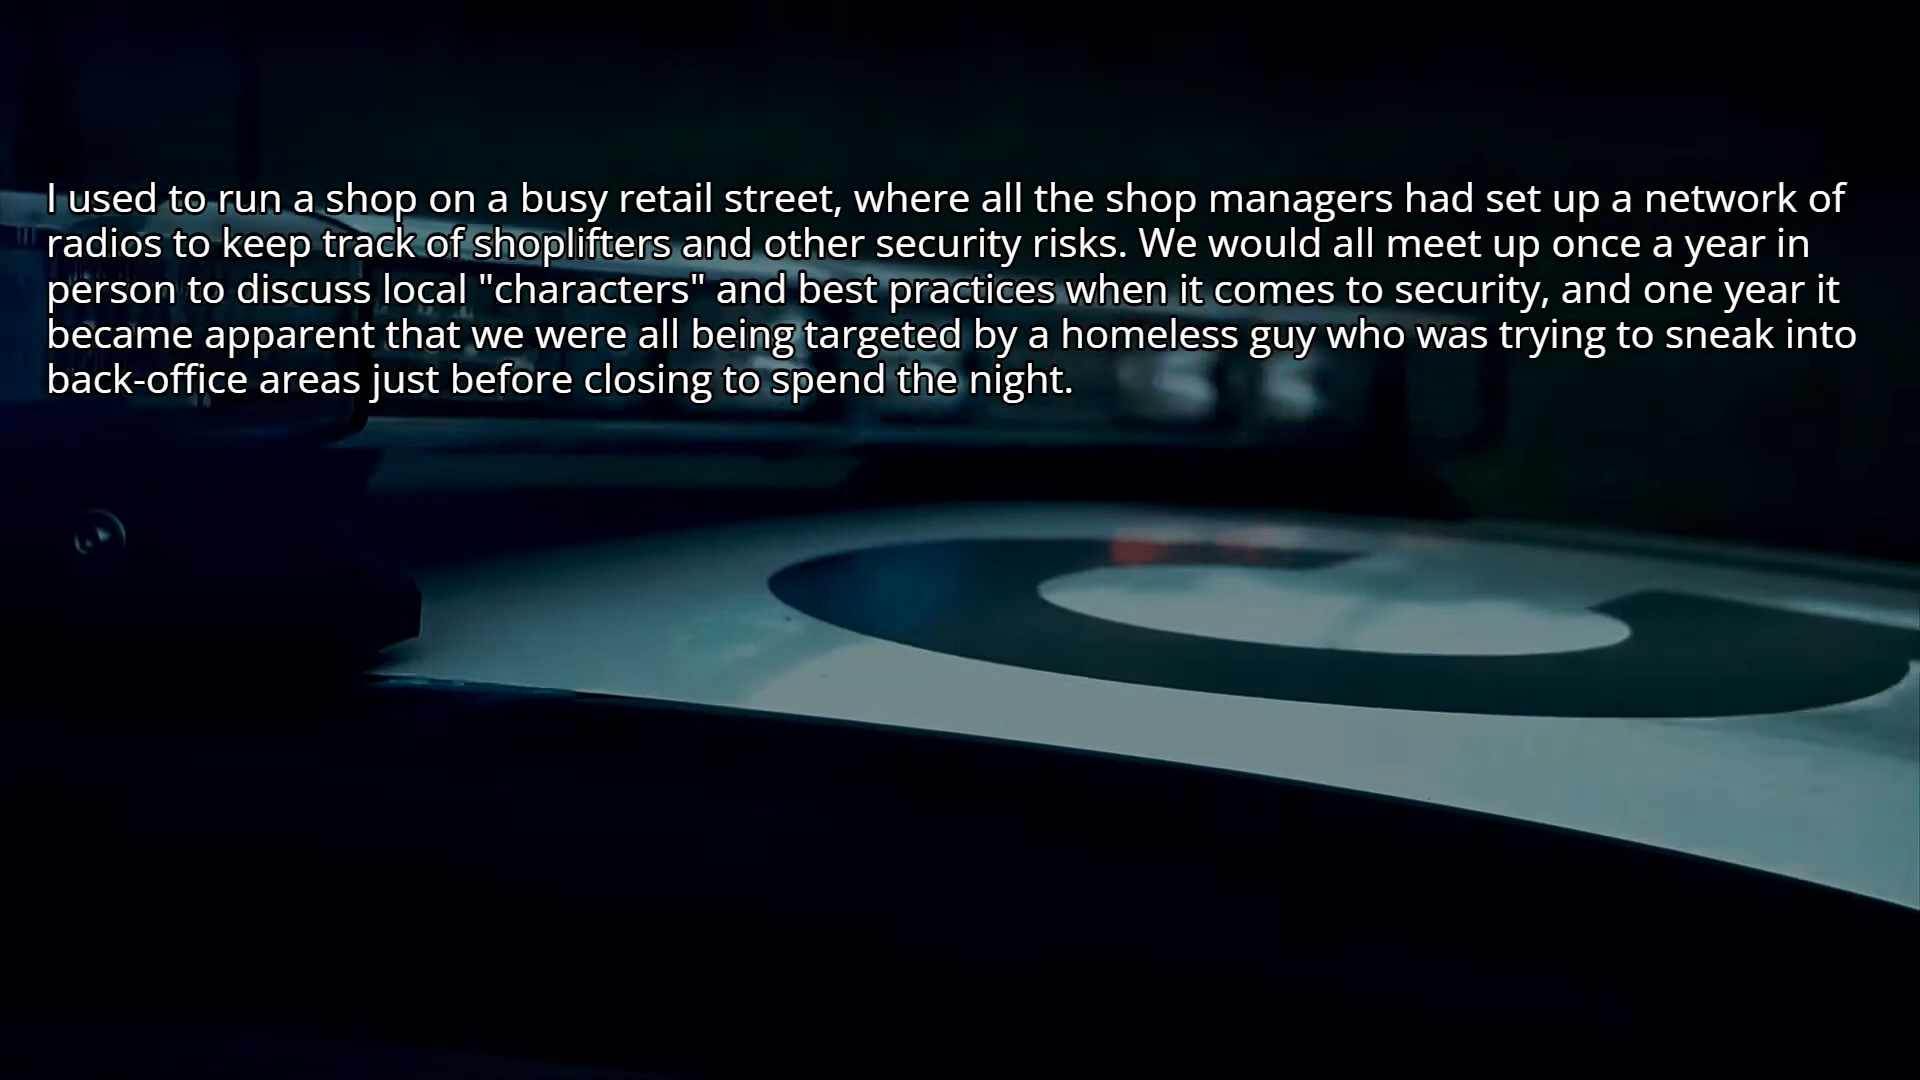 I used to run a shop on a busy retail street, where all the shop managers had set up a network of
radios to keep track of shoplifters and other security risks. We would all meet up once a year in
person to discuss local "characters" and best practices when it comes to security, and one year it
became apparent that we were all being targeted by a homeless guy who was trying to sneak into
back-office areas just before closing to spend the night.